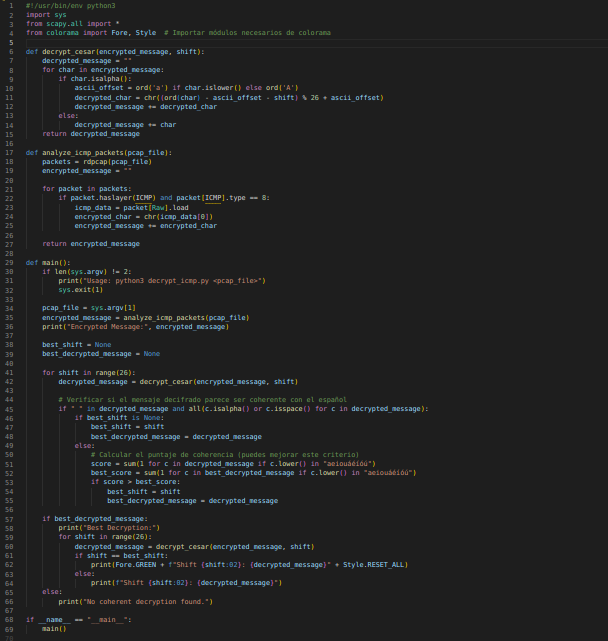 1 #!/usr/bin/env python3
2 import sys
3 from scapy.all import *
4 from colorama import Fore, Style  # Importar módulos necesarios de colorama
5
6 def decrypt_cesar(encrypted_message, shift):
7     decrypted_message = ""
8     for char in encrypted_message:
9         if char.isalpha():
10             ascii_offset = ord('a') if char.islower() else ord('A')
11             decrypted_char = chr((ord(char) - ascii_offset - shift) % 26 + ascii_offset)
12             decrypted_message += decrypted_char
13         else:
14             decrypted_message += char
15     return decrypted_message
16
17 def analyze_icmp_packets(pcap_file):
18     packets = rdpcap(pcap_file)
19     encrypted_message = ""
20
21     for packet in packets:
22         if packet.haslayer(ICMP) and packet[ICMP].type == 8:
23             icmp_data = packet[Raw].load
24             encrypted_char = chr(icmp_data[0])
25             encrypted_message += encrypted_char
26
27     return encrypted_message
28
29 def main():
30     if len(sys.argv) != 2:
31         print("Usage: python3 decrypt_icmp.py <pcap_file>")
32         sys.exit(1)
33
34     pcap_file = sys.argv[1]
35     encrypted_message = analyze_icmp_packets(pcap_file)
36     print("Encrypted Message:", encrypted_message)
37
38     best_shift = None
39     best_decrypted_message = None
40
41     for shift in range(26):
42         decrypted_message = decrypt_cesar(encrypted_message, shift)
43
44         # Verificar si el mensaje decifrado parece ser coherente con el español
45         if " " in decrypted_message and all(c.isalpha() or c.isspace() for c in decrypted_message):
46             if best_shift is None:
47                 best_shift = shift
48                 best_decrypted_message = decrypted_message
49             else:
50                 # Calcular el puntaje de coherencia (puedes mejorar este criterio)
51                 score = sum(1 for c in decrypted_message if c.lower() in "aeiouáéíóú")
52                 best_score = sum(1 for c in best_decrypted_message if c.lower() in "aeiouáéíóú")
53                 if score > best_score:
54                     best_shift = shift
55                     best_decrypted_message = decrypted_message
56
57     if best_decrypted_message:
58         print("Best Decryption:")
59         for shift in range(26):
60             decrypted_message = decrypt_cesar(encrypted_message, shift)
61             if shift == best_shift:
62                 print(Fore.GREEN + f"Shift {shift:02}: {decrypted_message}" + Style.RESET_ALL)
63             else:
64                 print(f"Shift {shift:02}: {decrypted_message}")
65     else:
66         print("No coherent decryption found.")
67
68 if __name__ == "__main__":
69     main()
70